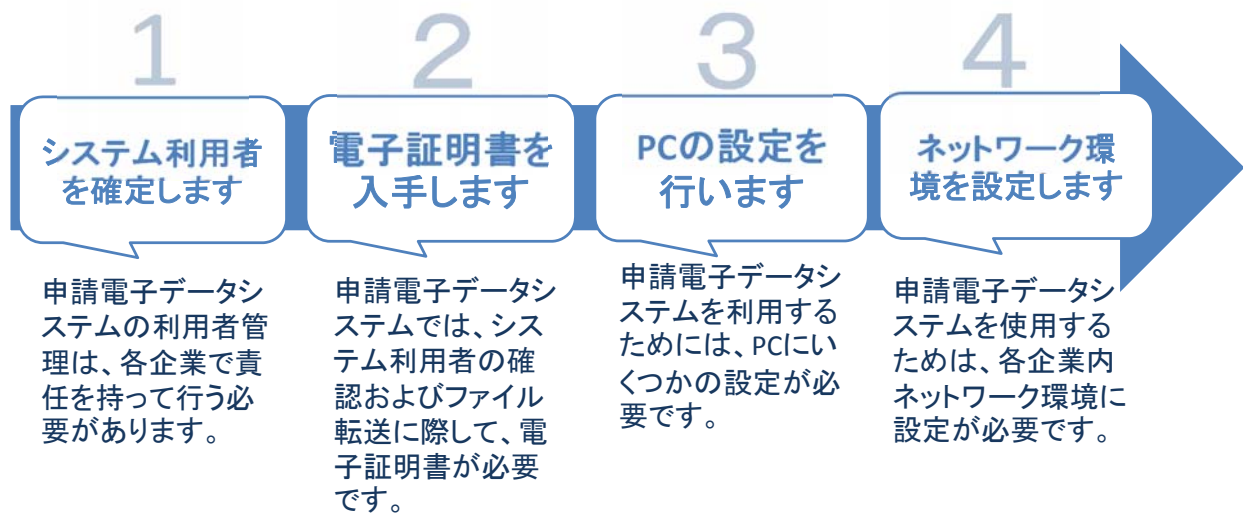 1
システム利用者
を確定します
申請電子データシ
ステムの利用者管
理は、各企業で責
任を持って行う必
要があります。
2
電子証明書を
入手します
申請電子データシ
ステムでは、シス
テム利用者の確
認およびファイル
転送に際して、電
子証明書が必要
です。
3
PCの設定を
行います
申請電子データシ
ステムを利用する
ためには、PCにい
くつかの設定が必
要です。
4
ネットワーク環
境を設定します
申請電子データシ
ステムを使用する
ためは、各企業内
ネットワーク環境に
設定が必要です。